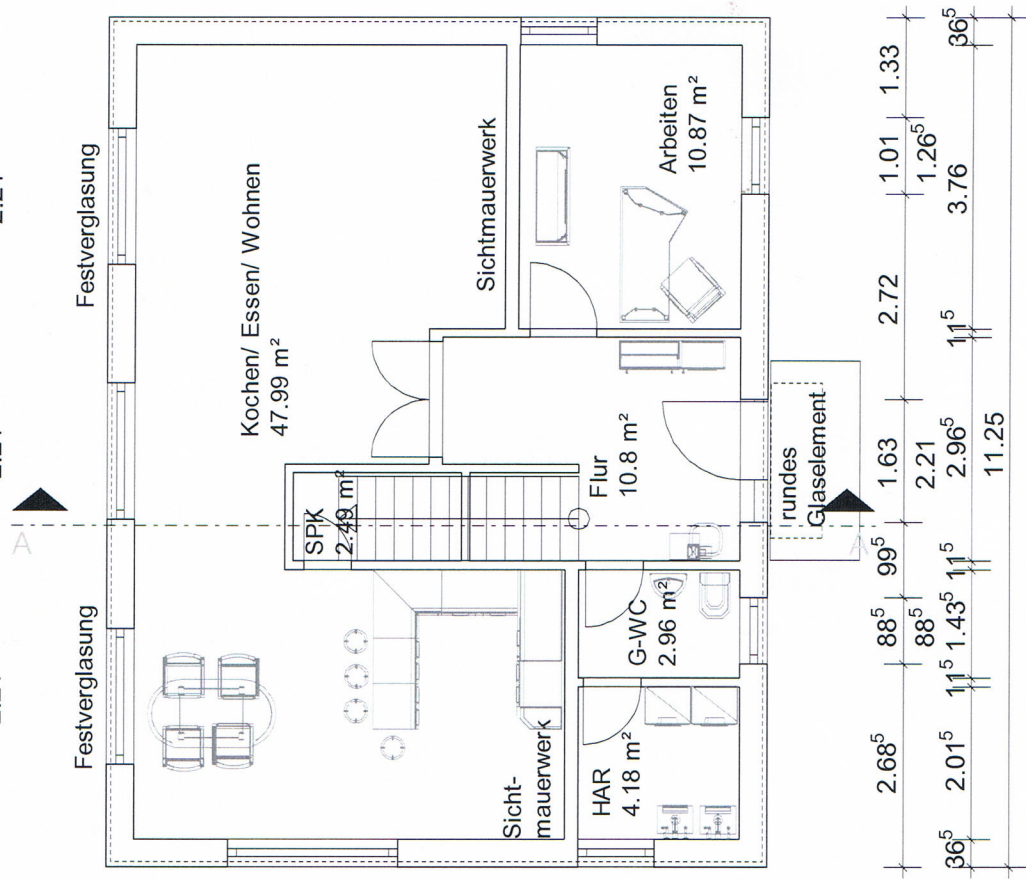 Festverglasung
Festverglasung
Kochen/ Essen/ Wohnen
47.99 m²
Sichtmauerwerk
Arbeiten
10.87 m²
SPK
2.49 m²
Flur
10.8 m²
G-WC
2.96 m²
HAR
4.18 m²
Sicht-
mauerwerk
rundes
Glaselement
A
A
2.68⁵ 88⁵ 99⁵ 1.63 2.72 1.01 1.33
88⁵ 2.21 1.26⁵
36⁵ 2.01⁵ 11⁵ 1.43⁵ 11⁵ 2.96⁵ 11⁵ 3.76 36⁵
11.25